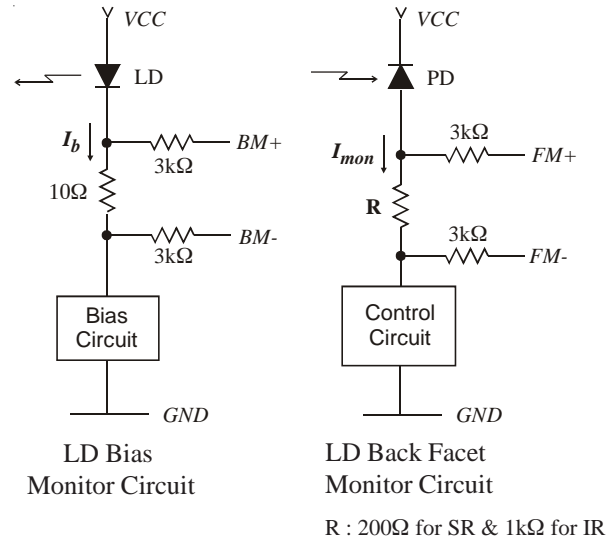 VCC
LD
I_b
BM+
3kΩ
10Ω
BM-
3kΩ
Bias
Circuit
GND
LD Bias
Monitor Circuit
VCC
PD
3kΩ
I_mon
FM+
R
3kΩ
FM-
Control
Circuit
GND
LD Back Facet
Monitor Circuit
R : 200Ω for SR & 1kΩ for IR